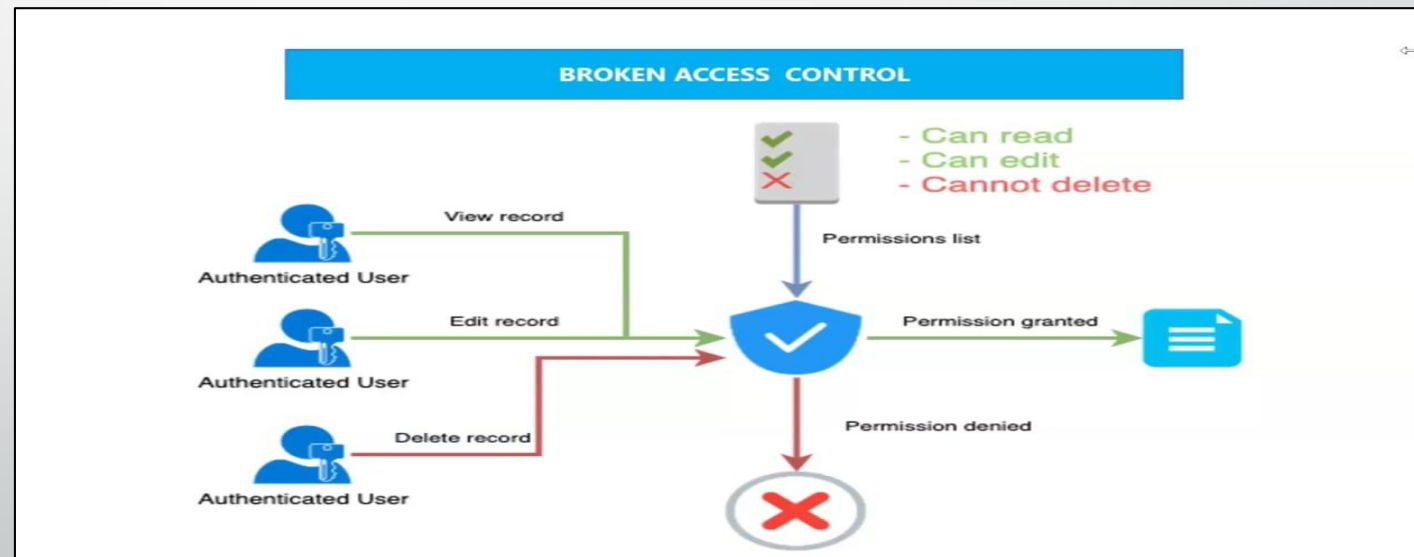 BROKEN ACCESS CONTROL
- Can read
- Can edit
- Cannot delete
View record
Permissions list
Authenticated User
Edit record
Permission granted
Authenticated User
Delete record
Permission denied
Authenticated User